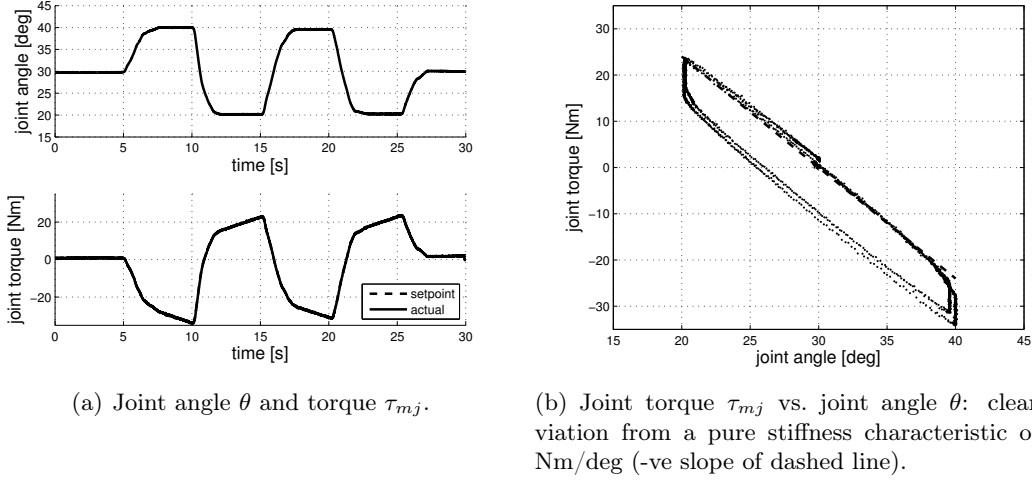 45
40
35
30
25
20
15
joint angle [deg]
0 5 10 15 20 25 30
time [s]
20
0
−20
joint torque [Nm]
setpoint
actual
0 5 10 15 20 25 30
time [s]
(a) Joint angle θ and torque τmj.
30
20
10
0
−10
−20
−30
joint torque [Nm]
15 20 25 30 35 40 45
joint angle [deg]
(b) Joint torque τmj vs. joint angle θ: clear
viation from a pure stiffness characteristic o
Nm/deg (-ve slope of dashed line).